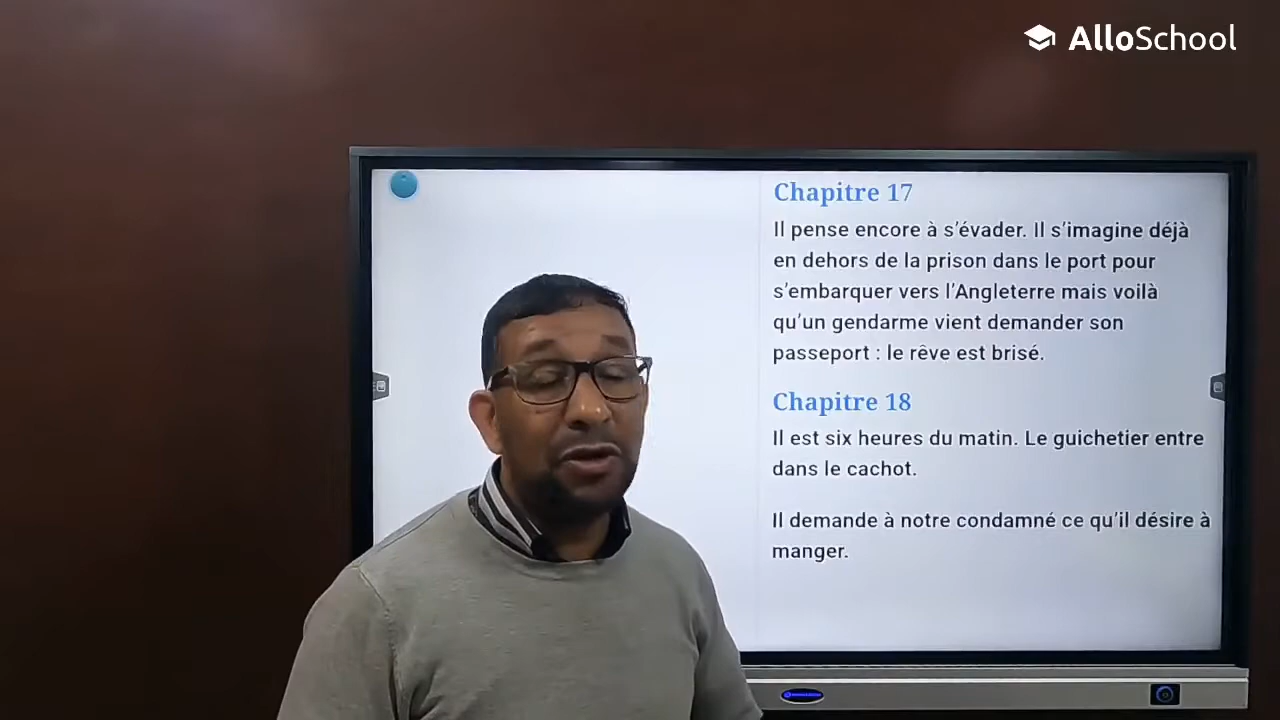 AlloSchool
Chapitre 17
Il pense encore à s'évader. Il s'imagine déjà
en dehors de la prison dans le port pour
s'embarquer vers l'Angleterre mais voilà
qu'un gendarme vient demander son
passeport : le rêve est brisé.
Chapitre 18
Il est six heures du matin. Le guichetier entre
dans le cachot.
Il demande à notre condamné ce qu'il désire à
manger.